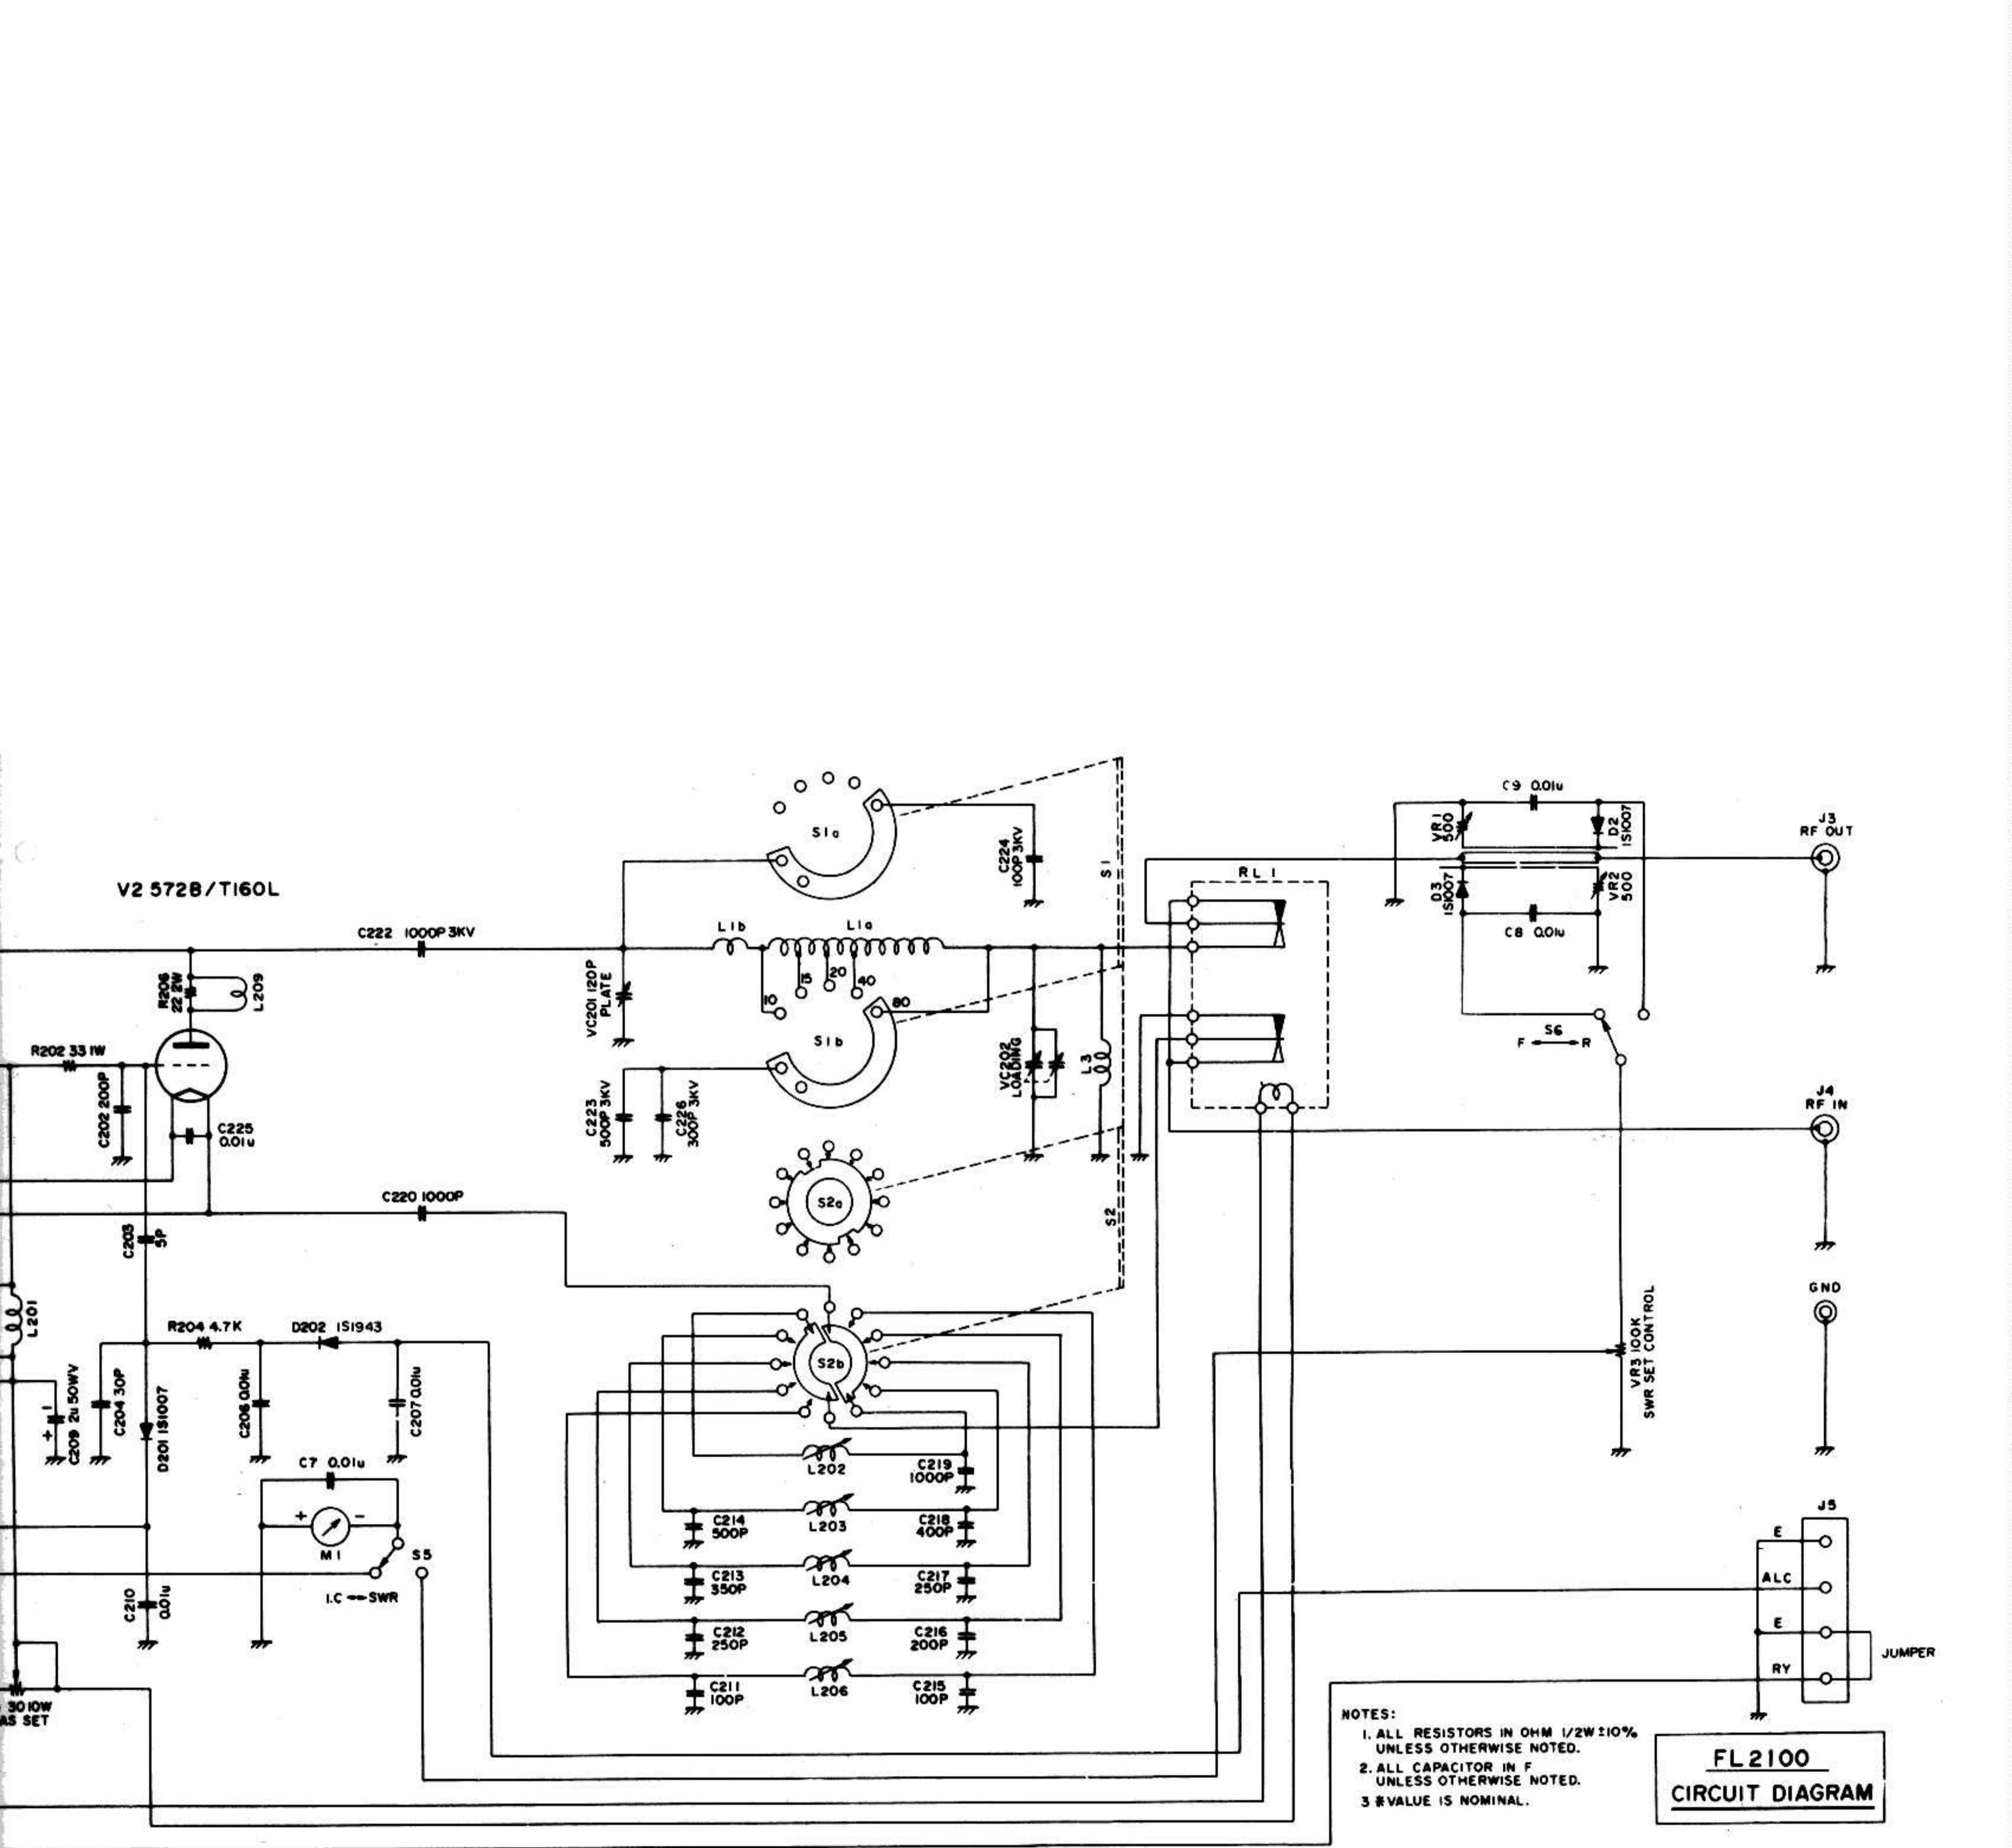 V2 572B/T160L
C222 1000P 3KV
R206
22 2W
L209
R202 33 1W
C202 200P
C225
0.01u
C220 1000P
C203
5P
L201
R204 4.7K
D202 1S1943
C209 2u 50WV
+ -
C204 30P
D201 1S1007
C206 0.01u
C207 0.01u
C7 0.01u
+ -
M1
S5
I.C SWR
C210
0.01u
30 10W
AS SET
VC201 120P
PLATE
S1a
L1b
L1a
10
15
20
40
80
S1b
C223
500P 3KV
C226
300P 3KV
C224
100P 3KV
S1
VC202
LOADING
L3
S2a
S2
S2b
L202
C219
1000P
C214
500P
L203
C218
400P
C213
350P
L204
C217
250P
C212
250P
L205
C216
200P
C211
100P
L206
C215
100P
RL 1
C9 0.01u
VR1
500
D2
1S1007
D3
1S1007
VR2
500
C8 0.01u
S6
F R
VR3 100K
SWR SET CONTROL
J3
RF OUT
J4
RF IN
GND
J5
E
ALC
E
RY
JUMPER
NOTES:
1. ALL RESISTORS IN OHM 1/2W ±10%
UNLESS OTHERWISE NOTED.
2. ALL CAPACITOR IN F
UNLESS OTHERWISE NOTED.
3 * VALUE IS NOMINAL.
FL2100
CIRCUIT DIAGRAM